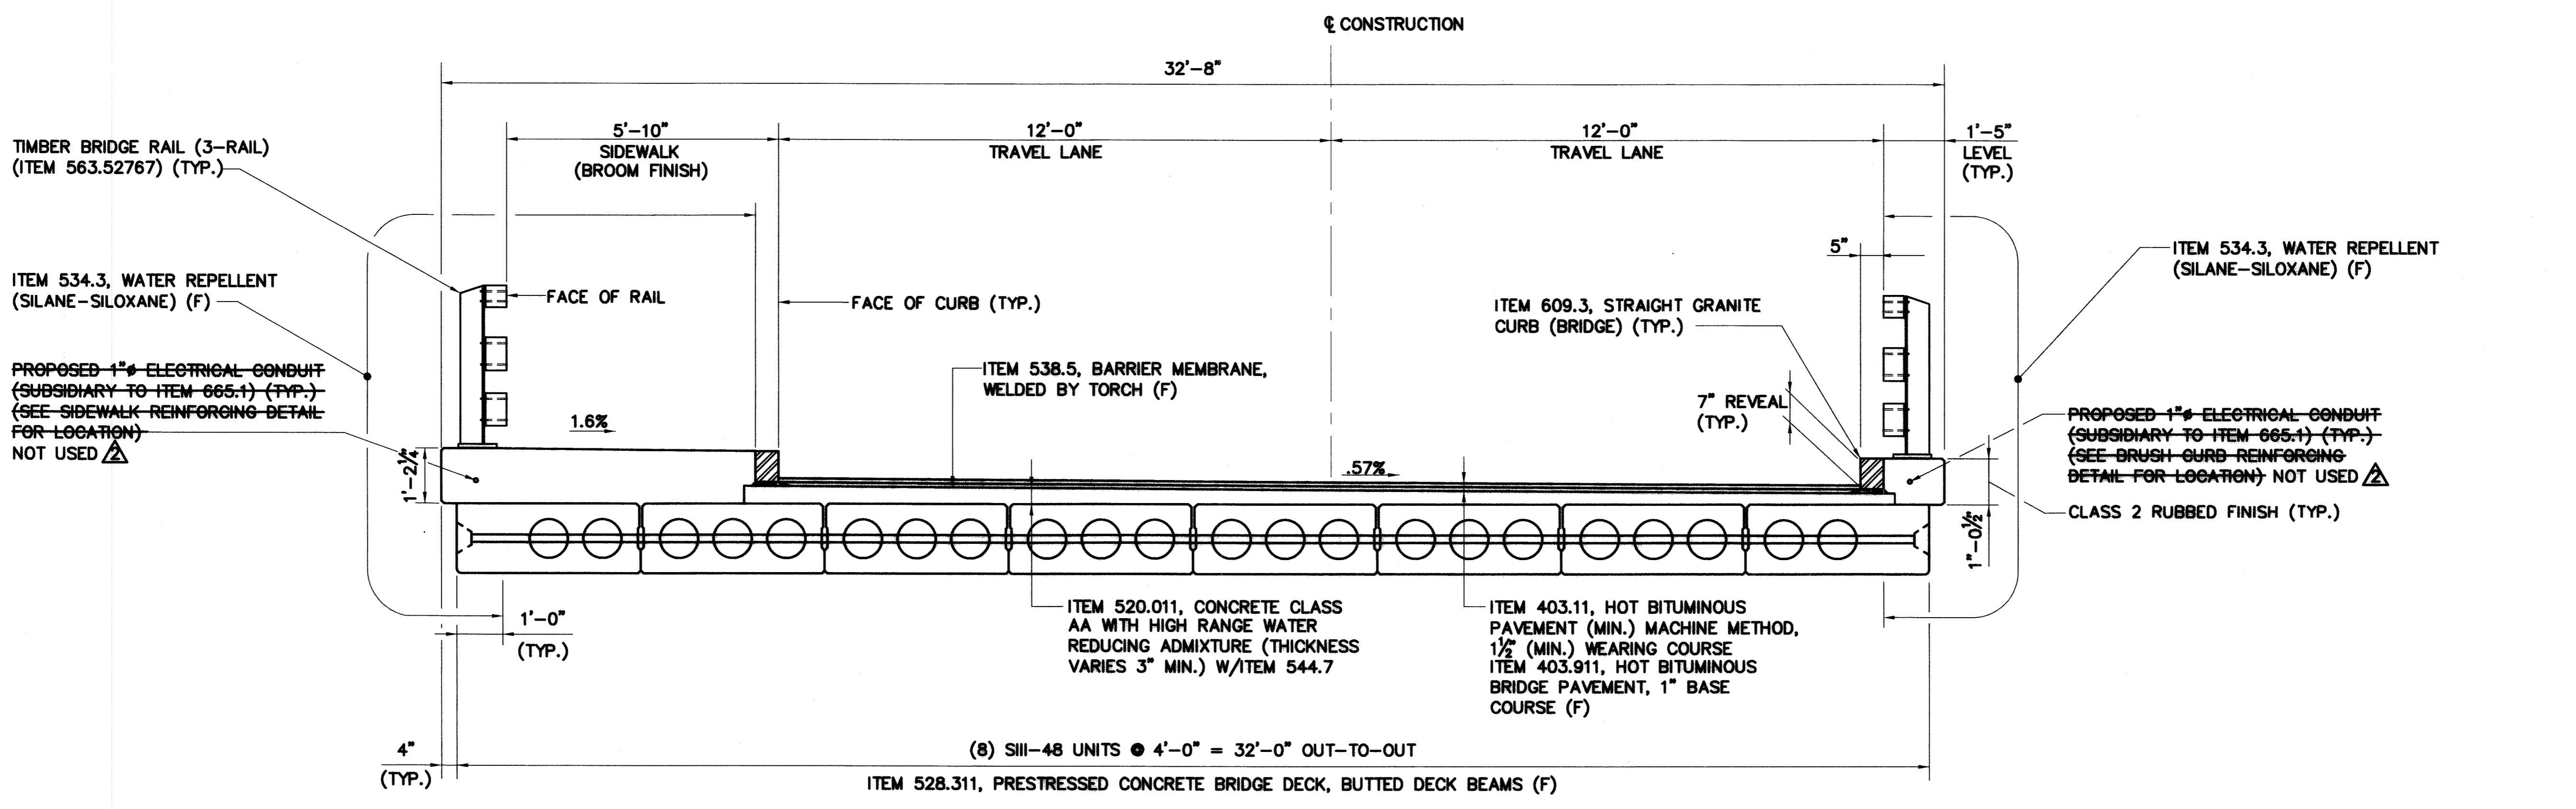 ℄ CONSTRUCTION
32'-8"
5'-10"
SIDEWALK
(BROOM FINISH)
12'-0"
TRAVEL LANE
12'-0"
TRAVEL LANE
1'-5"
LEVEL
(TYP.)
TIMBER BRIDGE RAIL (3-RAIL)
(ITEM 563.52767) (TYP.)
ITEM 534.3, WATER REPELLENT
(SILANE-SILOXANE) (F)
PROPOSED 1"ø ELECTRICAL CONDUIT
(SUBSIDIARY TO ITEM 665.1) (TYP.)
(SEE SIDEWALK REINFORCING DETAIL
FOR LOCATION)
NOT USED 2
FACE OF RAIL
FACE OF CURB (TYP.)
5"
ITEM 609.3, STRAIGHT GRANITE
CURB (BRIDGE) (TYP.)
ITEM 534.3, WATER REPELLENT
(SILANE-SILOXANE) (F)
ITEM 538.5, BARRIER MEMBRANE,
WELDED BY TORCH (F)
7" REVEAL
(TYP.)
1.6%
.57%
1'-2¼"
PROPOSED 1"ø ELECTRICAL CONDUIT
(SUBSIDIARY TO ITEM 665.1) (TYP.)
(SEE BRUSH CURB REINFORCING
DETAIL FOR LOCATION) NOT USED 2
CLASS 2 RUBBED FINISH (TYP.)
1"-0½"
1'-0"
(TYP.)
ITEM 520.011, CONCRETE CLASS
AA WITH HIGH RANGE WATER
REDUCING ADMIXTURE (THICKNESS
VARIES 3" MIN.) W/ITEM 544.7
ITEM 403.11, HOT BITUMINOUS
PAVEMENT (MIN.) MACHINE METHOD,
1½" (MIN.) WEARING COURSE
ITEM 403.911, HOT BITUMINOUS
BRIDGE PAVEMENT, 1" BASE
COURSE (F)
4"
(TYP.)
(8) SIII-48 UNITS @ 4'-0" = 32'-0" OUT-TO-OUT
ITEM 528.311, PRESTRESSED CONCRETE BRIDGE DECK, BUTTED DECK BEAMS (F)